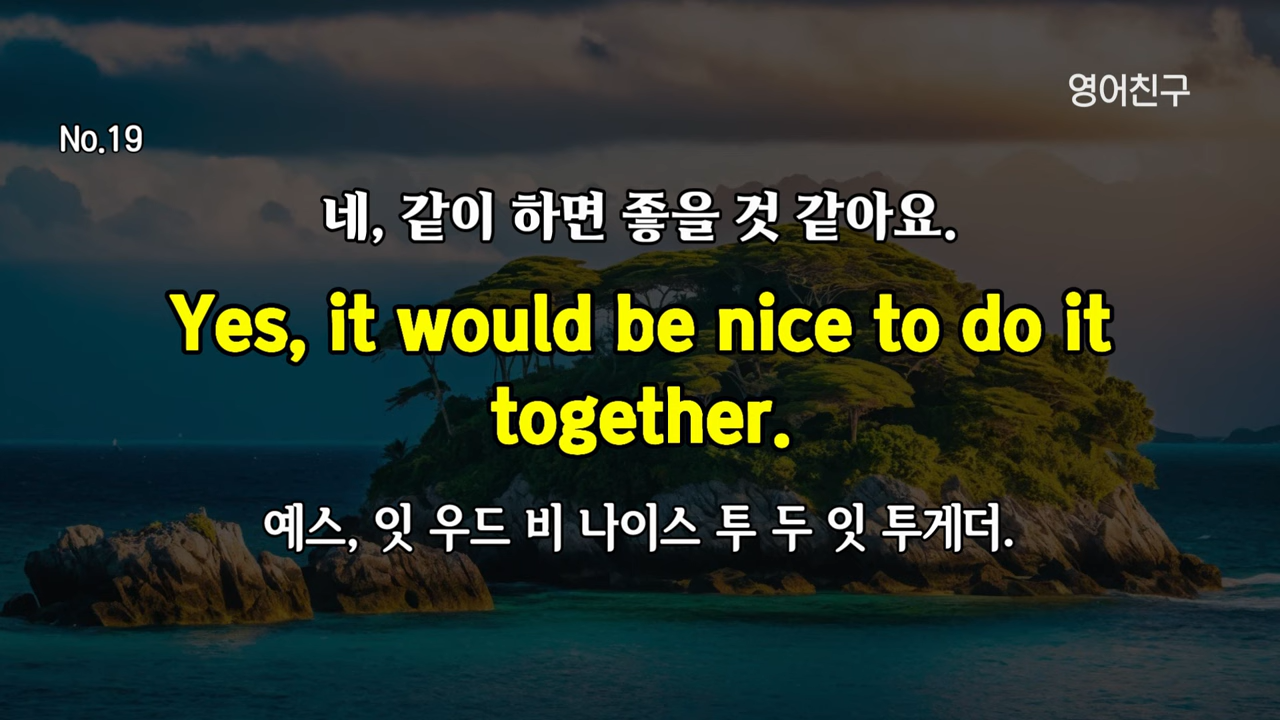 영어친구
No.19
네, 같이 하면 좋을 것 같아요.
Yes, it would be nice to do it
together.
예스, 잇 우드 비 나이스 투 두 잇 투게더.